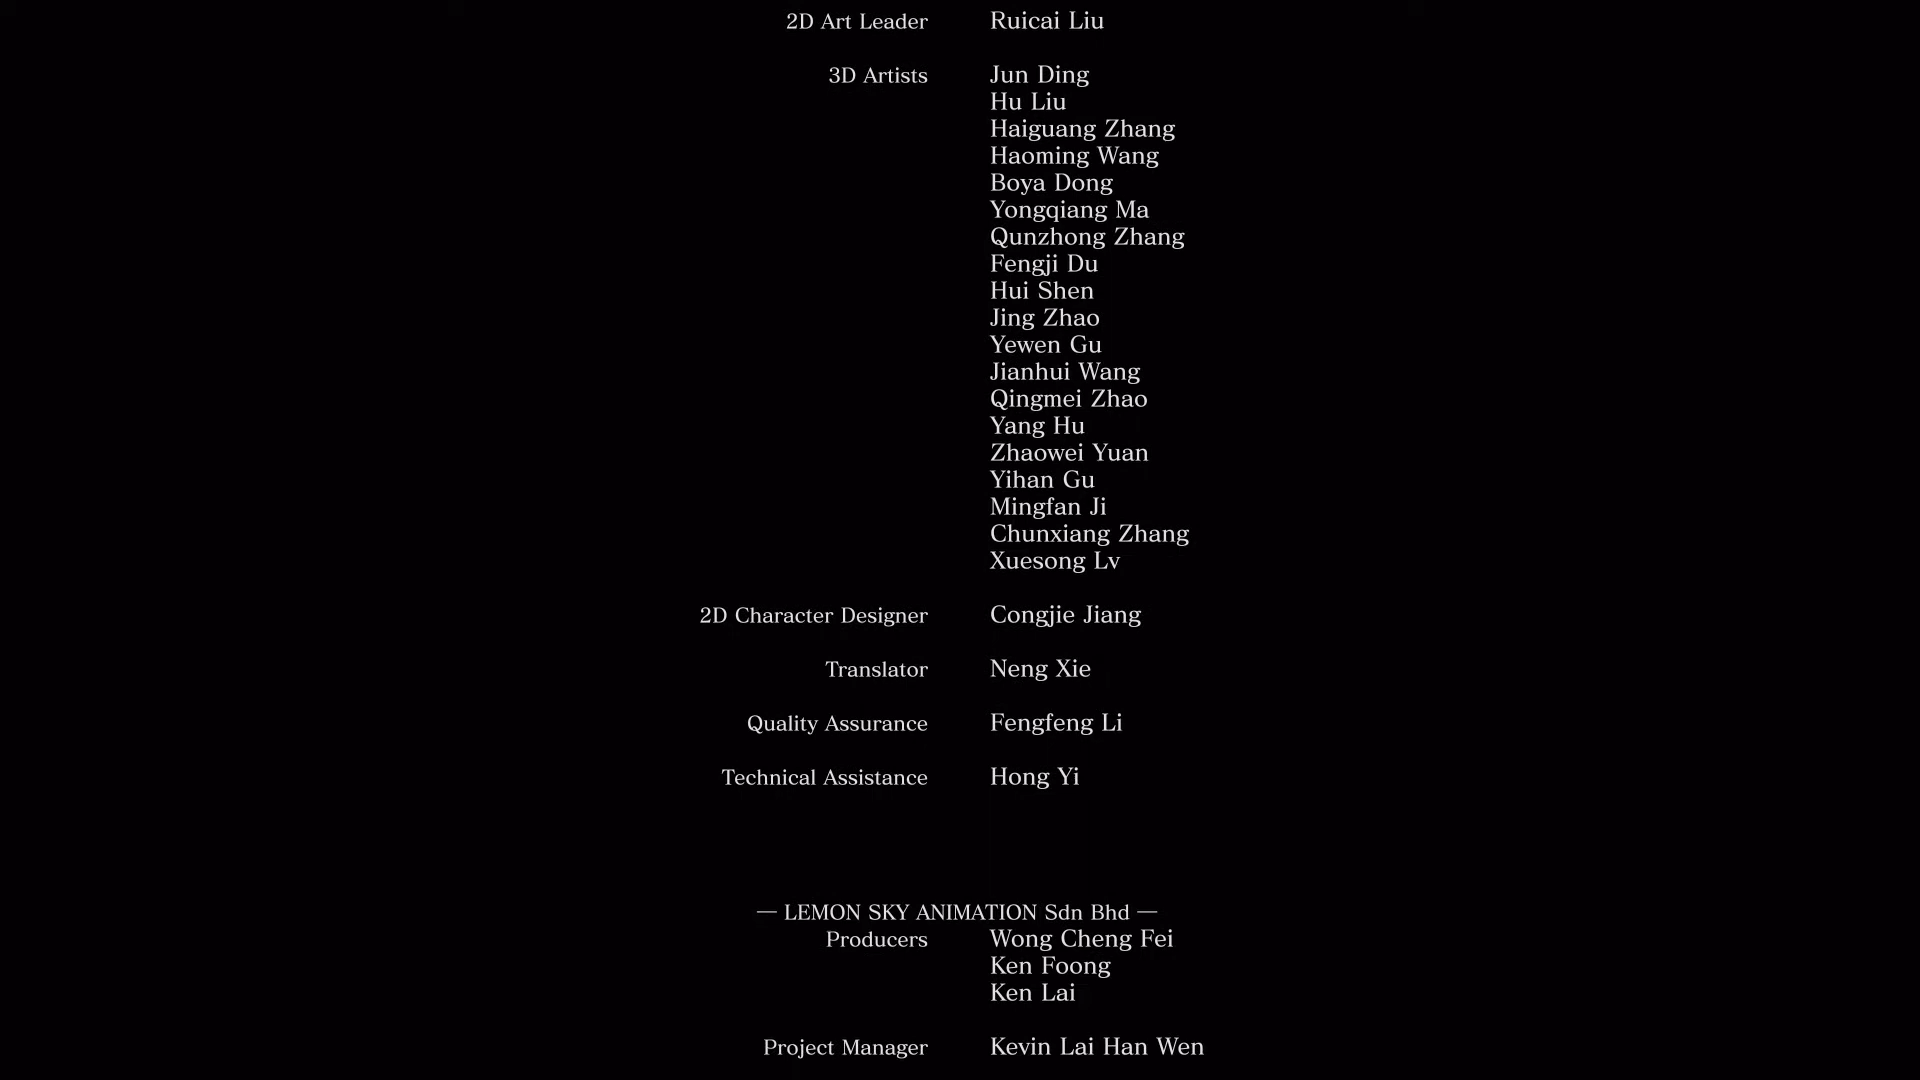 2D Art Leader Ruicai Liu
3D Artists Jun Ding
Hu Liu
Haiguang Zhang
Haoming Wang
Boya Dong
Yongqiang Ma
Qunzhong Zhang
Fengji Du
Hui Shen
Jing Zhao
Yewen Gu
Jianhui Wang
Qingmei Zhao
Yang Hu
Zhaowei Yuan
Yihan Gu
Mingfan Ji
Chunxiang Zhang
Xuesong Lv
2D Character Designer Congjie Jiang
Translator Neng Xie
Quality Assurance Fengfeng Li
Technical Assistance Hong Yi
— LEMON SKY ANIMATION Sdn Bhd —
Producers Wong Cheng Fei
Ken Foong
Ken Lai
Project Manager Kevin Lai Han Wen